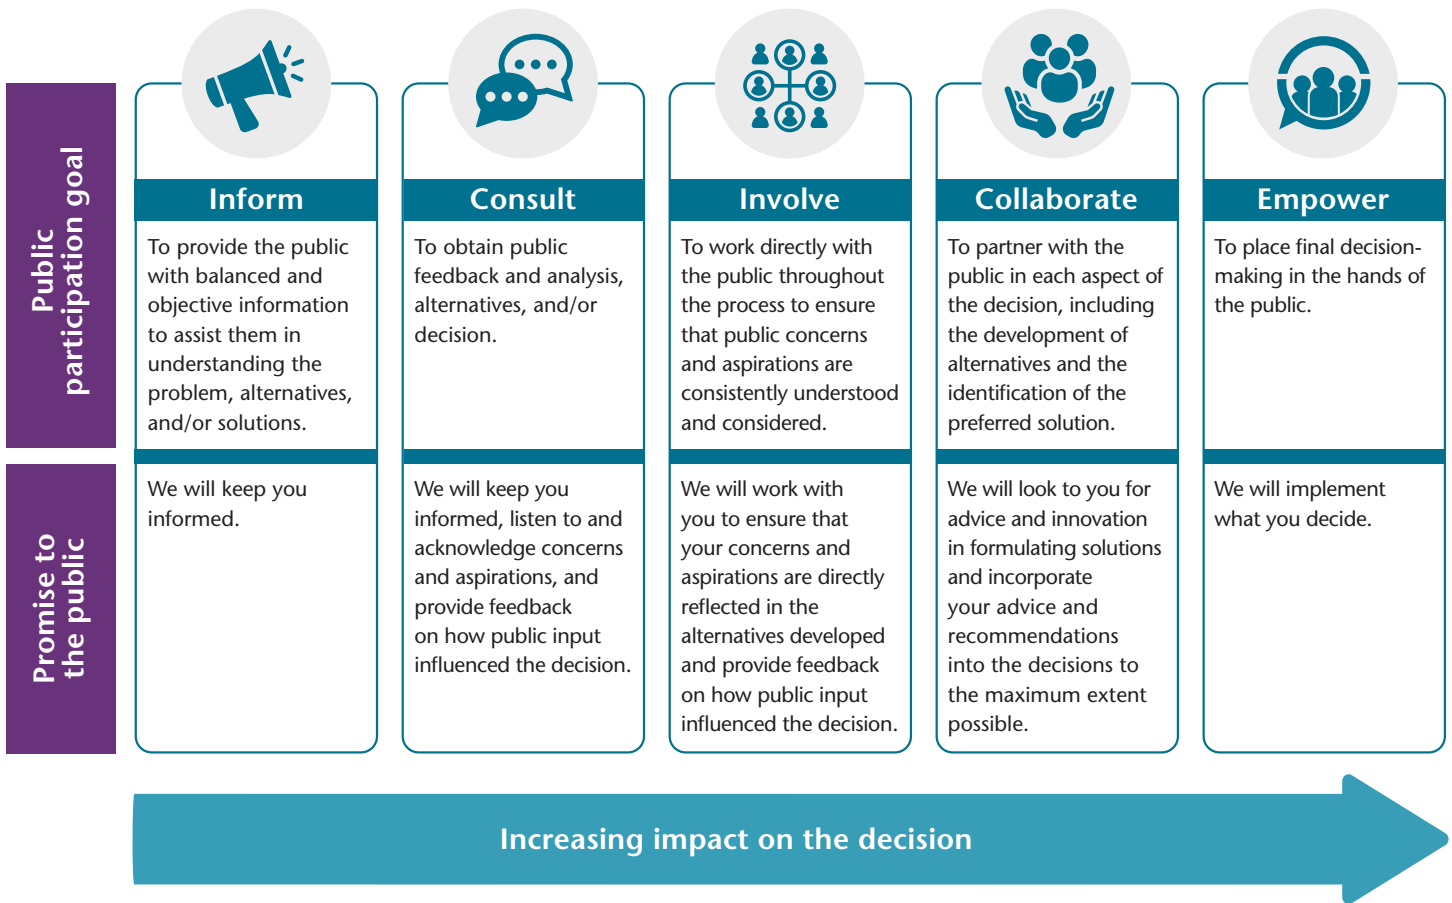 Public
participation goal
Inform
To provide the public
with balanced and
objective information
to assist them in
understanding the
problem, alternatives,
and/or solutions.
Consult
To obtain public
feedback and analysis,
alternatives, and/or
decision.
Involve
To work directly with
the public throughout
the process to ensure
that public concerns
and aspirations are
consistently understood
and considered.
Collaborate
To partner with the
public in each aspect of
the decision, including
the development of
alternatives and the
identification of the
preferred solution.
Empower
To place final decision-
making in the hands of
the public.
Promise to
the public
We will keep you
informed.
We will keep you
informed, listen to and
acknowledge concerns
and aspirations, and
provide feedback
on how public input
influenced the decision.
We will work with
you to ensure that
your concerns and
aspirations are directly
reflected in the
alternatives developed
and provide feedback
on how public input
influenced the decision.
We will look to you for
advice and innovation
in formulating solutions
and incorporate
your advice and
recommendations
into the decisions to
the maximum extent
possible.
We will implement
what you decide.
Increasing impact on the decision